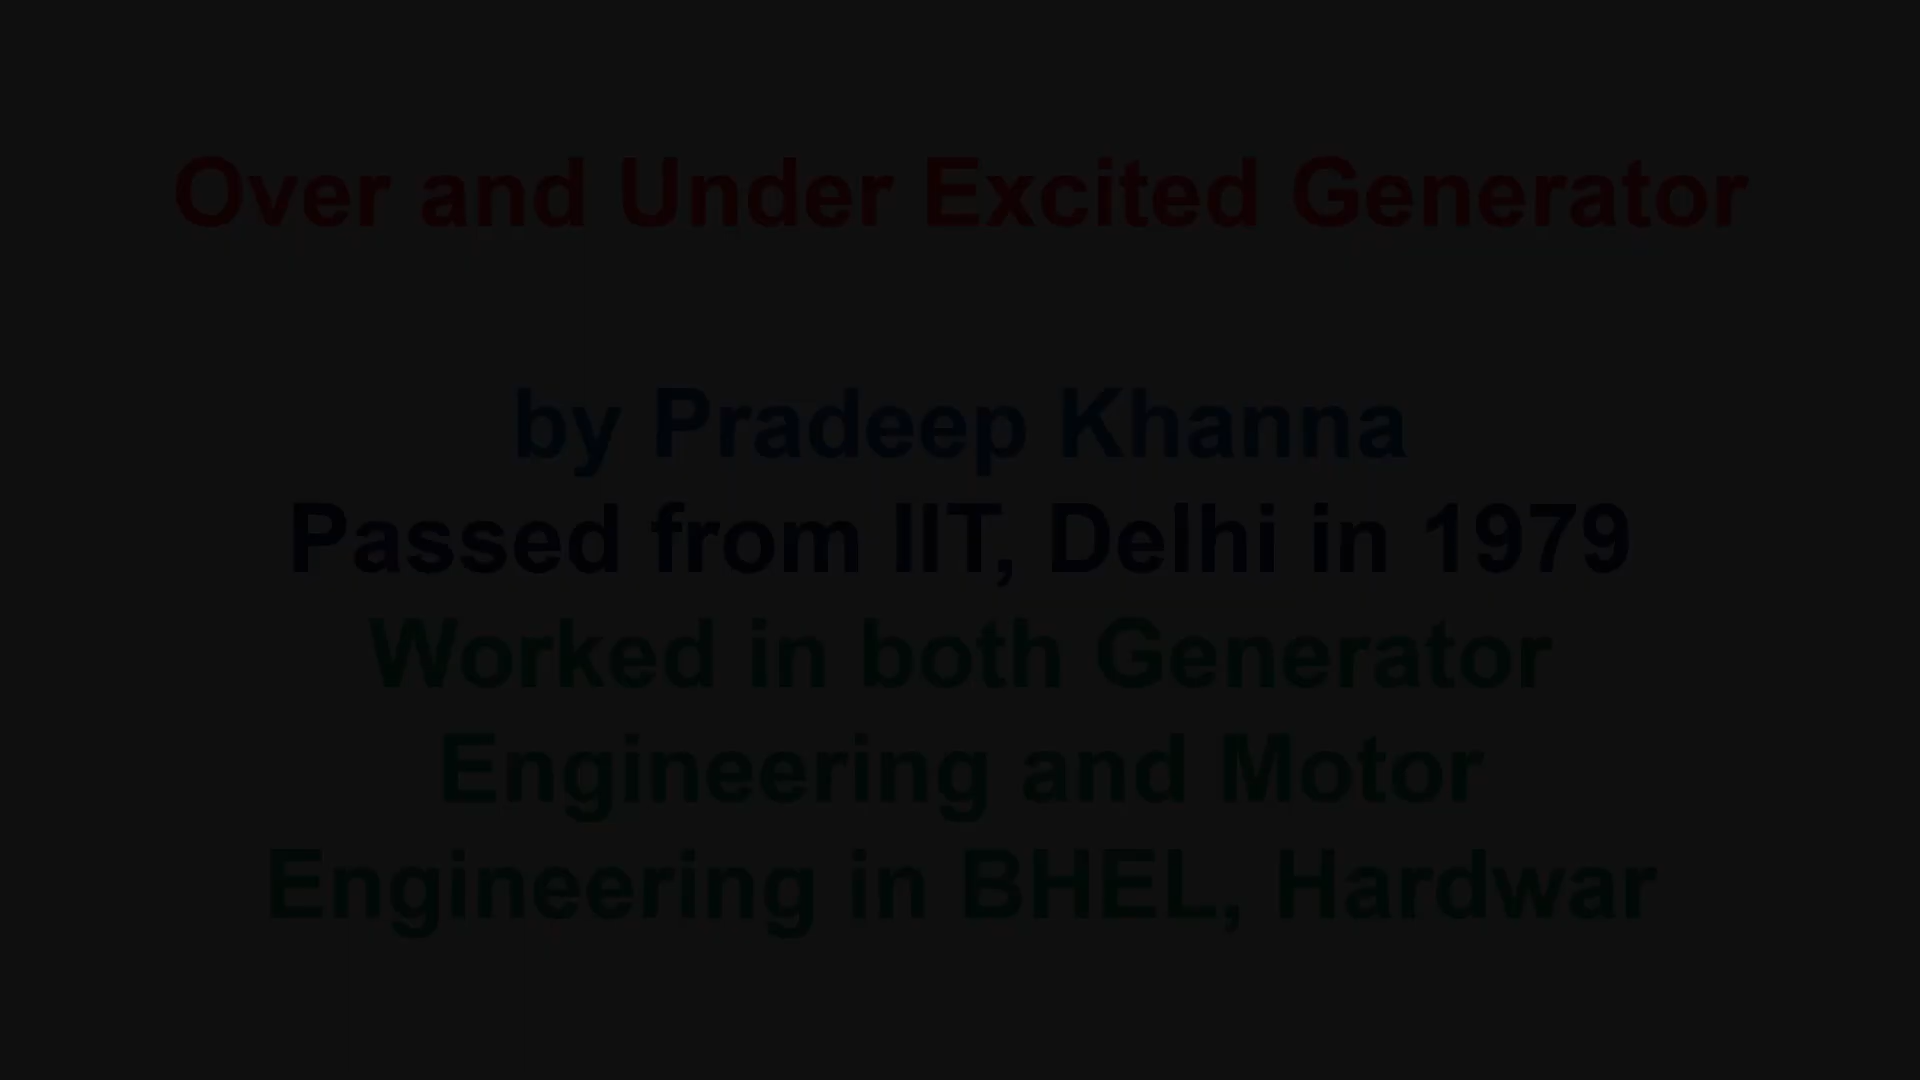 Over and Under Excited Generator
by Pradeep Khanna
Passed from IIT, Delhi in 1979
Worked in both Generator
Engineering and Motor
Engineering in BHEL, Hardwar